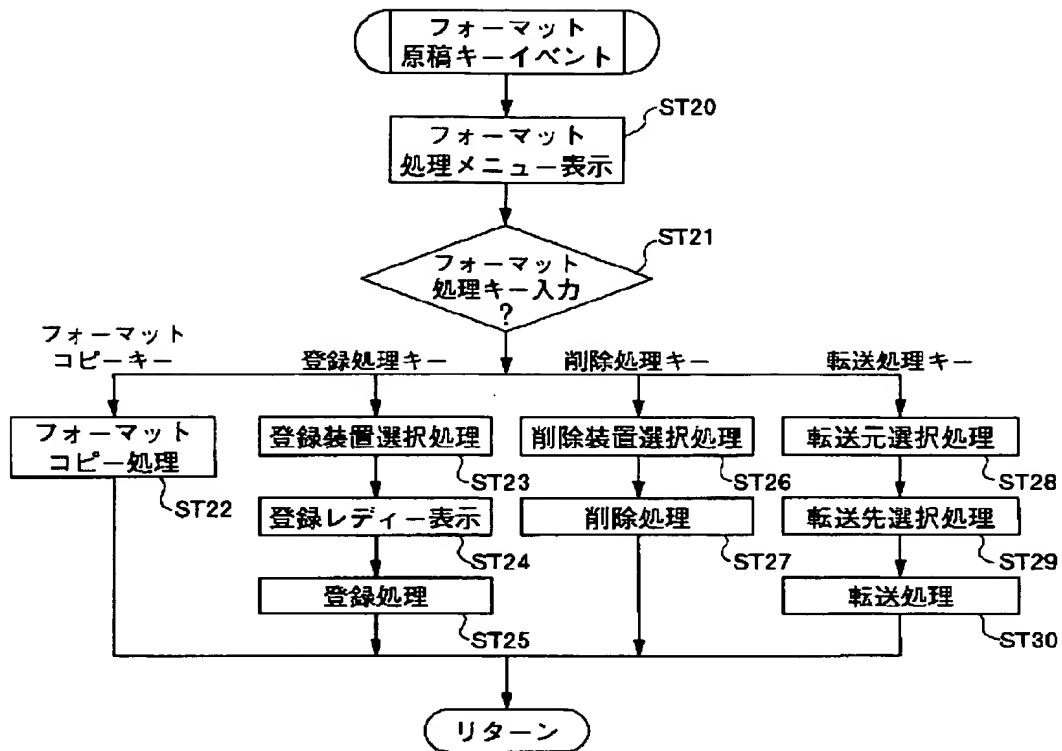 フォーマット
原稿キーイベント
ST20
フォーマット
処理メニュー表示
ST21
フォーマット
処理キー入力
?
フォーマット
コピーキー
登録処理キー
削除処理キー
転送処理キー
フォーマット
コピー処理
ST22
登録装置選択処理
ST23
削除装置選択処理
ST26
転送元選択処理
ST28
登録レディー表示
ST24
削除処理
ST27
転送先選択処理
ST29
登録処理
ST25
転送処理
ST30
リターン